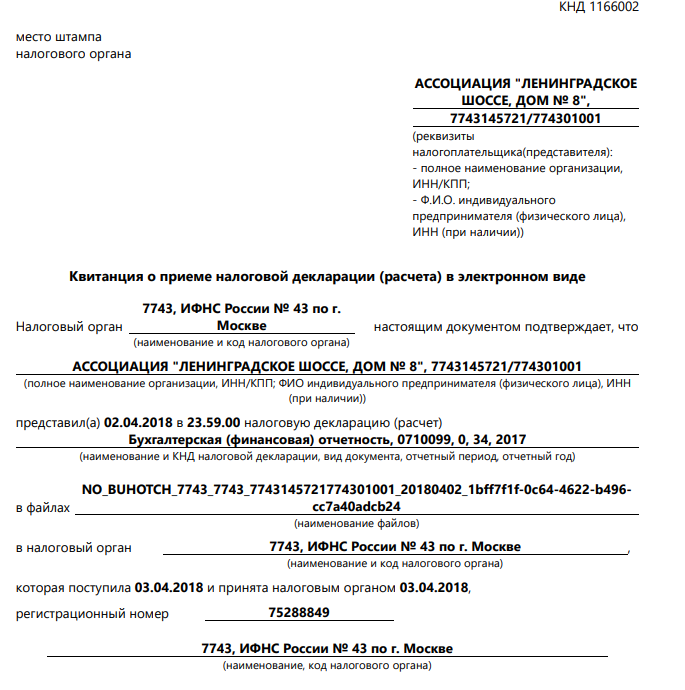 КНД 1166002
место штампа
налогового органа
АССОЦИАЦИЯ "ЛЕНИНГРАДСКОЕ
ШОССЕ, ДОМ № 8",
7743145721/774301001
(реквизиты
налогоплательщика(представителя):
- полное наименование организации,
ИНН/КПП;
- Ф.И.О. индивидуального
предпринимателя (физического лица),
ИНН (при наличии))
Квитанция о приеме налоговой декларации (расчета) в электронном виде
7743, ИФНС России № 43 по г.
Налоговый орган Москве настоящим документом подтверждает, что
(наименование и код налогового органа)
АССОЦИАЦИЯ "ЛЕНИНГРАДСКОЕ ШОССЕ, ДОМ № 8", 7743145721/774301001
(полное наименование организации, ИНН/КПП; ФИО индивидуального предпринимателя (физического лица), ИНН
(при наличии))
представил(а) 02.04.2018 в 23.59.00 налоговую декларацию (расчет)
Бухгалтерская (финансовая) отчетность, 0710099, 0, 34, 2017
(наименование и КНД налоговой декларации, вид документа, отчетный период, отчетный год)
NO_BUHOTCH_7743_7743_7743145721774301001_20180402_1bff7f1f-0c64-4622-b496-
в файлах cc7a40adcb24
(наименование файлов)
в налоговый орган 7743, ИФНС России № 43 по г. Москве ,
(наименование и код налогового органа)
которая поступила 03.04.2018 и принята налоговым органом 03.04.2018,
регистрационный номер 75288849
7743, ИФНС России № 43 по г. Москве
(наименование, код налогового органа)